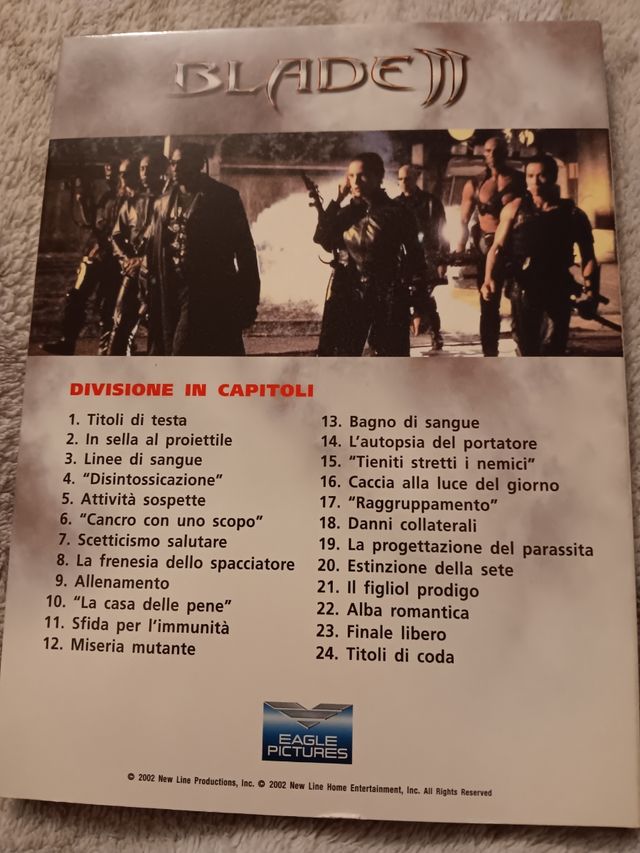 BLADE II
DIVISIONE IN CAPITOLI
1. Titoli di testa
2. In sella al proiettile
3. Linee di sangue
4. “Disintossicazione”
5. Attività sospette
6. “Cancro con uno scopo”
7. Scetticismo salutare
8. La frenesia dello spacciatore
9. Allenamento
10. “La casa delle pene”
11. Sfida per l’immunità
12. Miseria mutante
13. Bagno di sangue
14. L’autopsia del portatore
15. “Tieniti stretti i nemici”
16. Caccia alla luce del giorno
17. “Raggruppamento”
18. Danni collaterali
19. La progettazione del parassita
20. Estinzione della sete
21. Il figliol prodigo
22. Alba romantica
23. Finale libero
24. Titoli di coda
EAGLE
PICTURES
© 2002 New Line Productions, Inc. © 2002 New Line Home Entertainment, Inc. All Rights Reserved